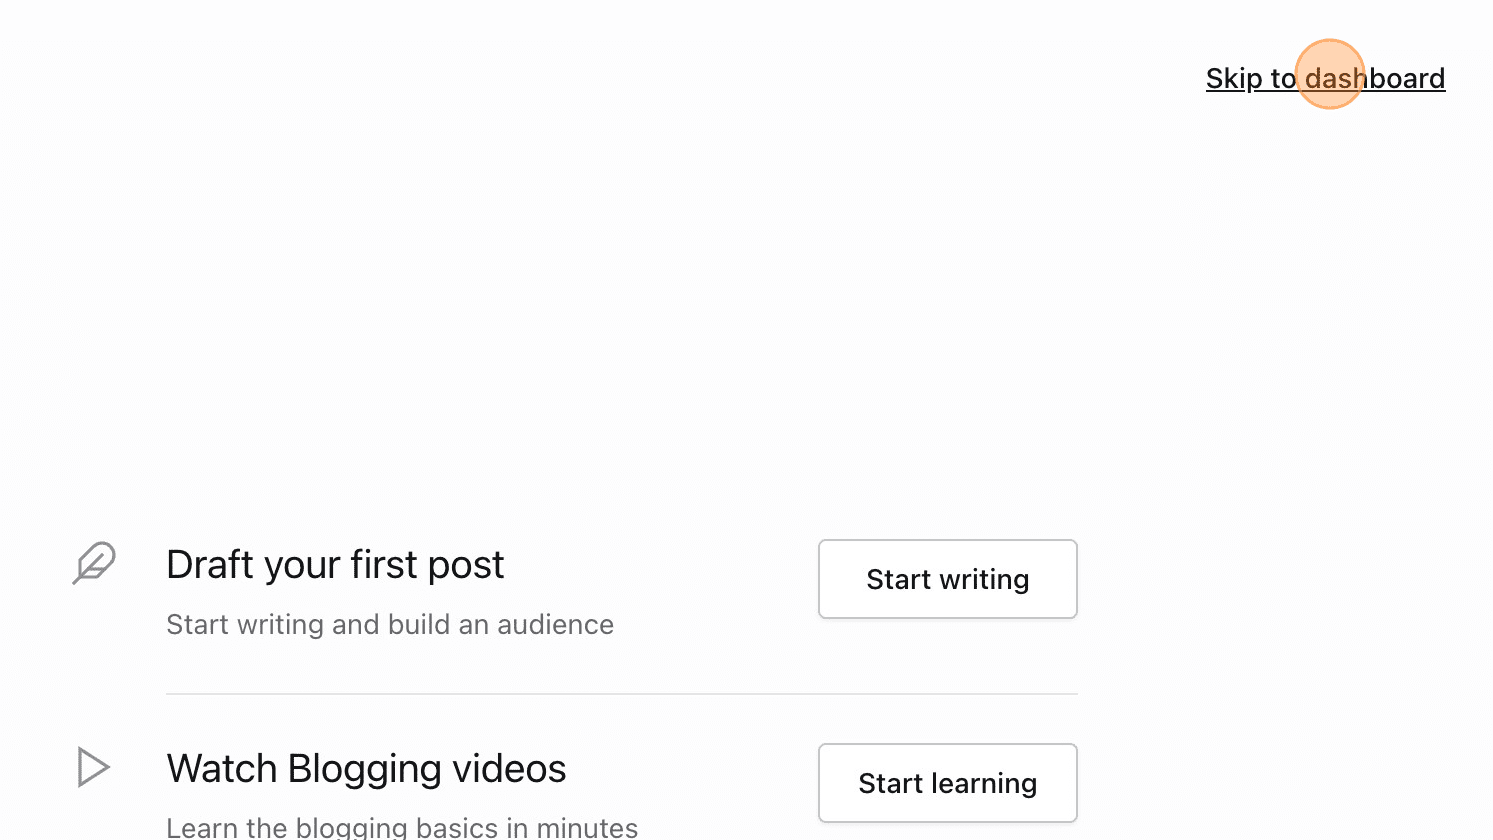 Skip to dashboard
Draft your first post
Start writing
Start writing and build an audience
Watch Blogging videos
Start learning
Learn the blogging basics in minutes